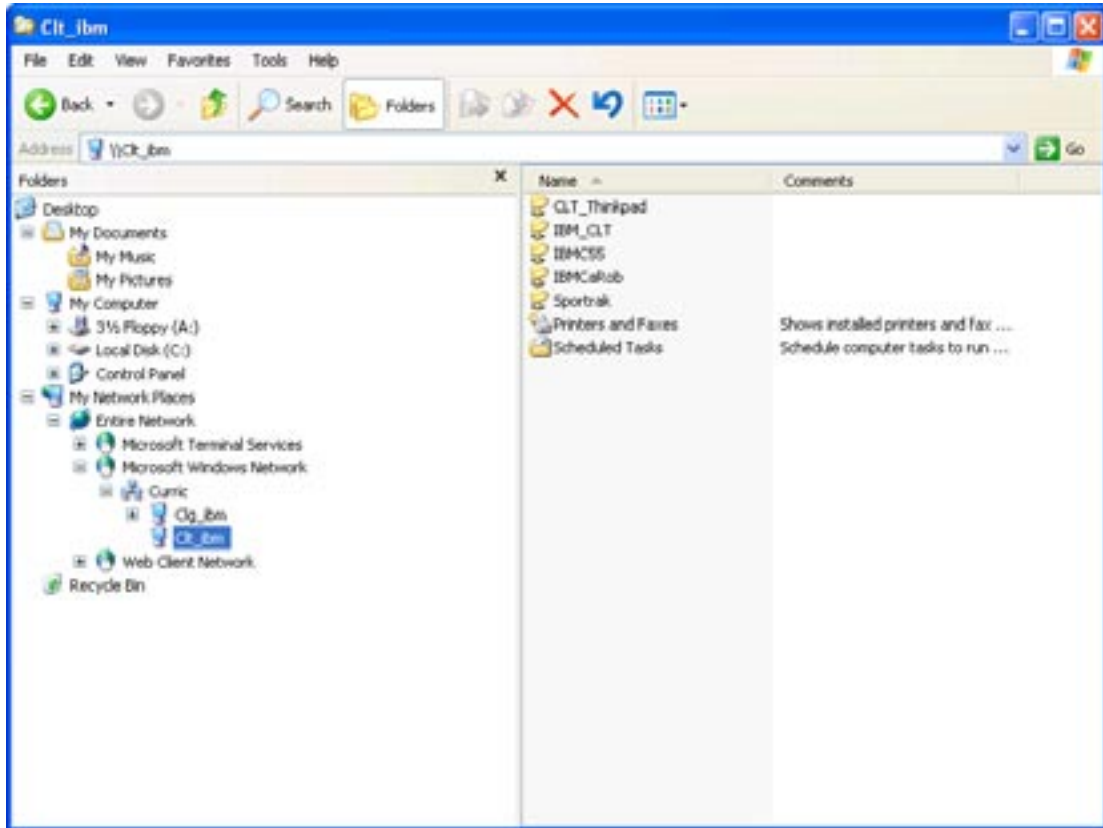 Clt_ibm
File Edit View Favorites Tools Help
Back Search Folders
Address \\Clt_ibm Go
Folders
Desktop
My Documents
My Music
My Pictures
My Computer
3½ Floppy (A:)
Local Disk (C:)
Control Panel
My Network Places
Entire Network
Microsoft Terminal Services
Microsoft Windows Network
Curric
Clg_ibm
Clt_ibm
Web Client Network
Recycle Bin
Name Comments
CLT_Thinkpad
IBM_CLT
IBMCSS
IBMCaRob
Sportrak
Printers and Faxes Shows installed printers and fax ...
Scheduled Tasks Schedule computer tasks to run ...